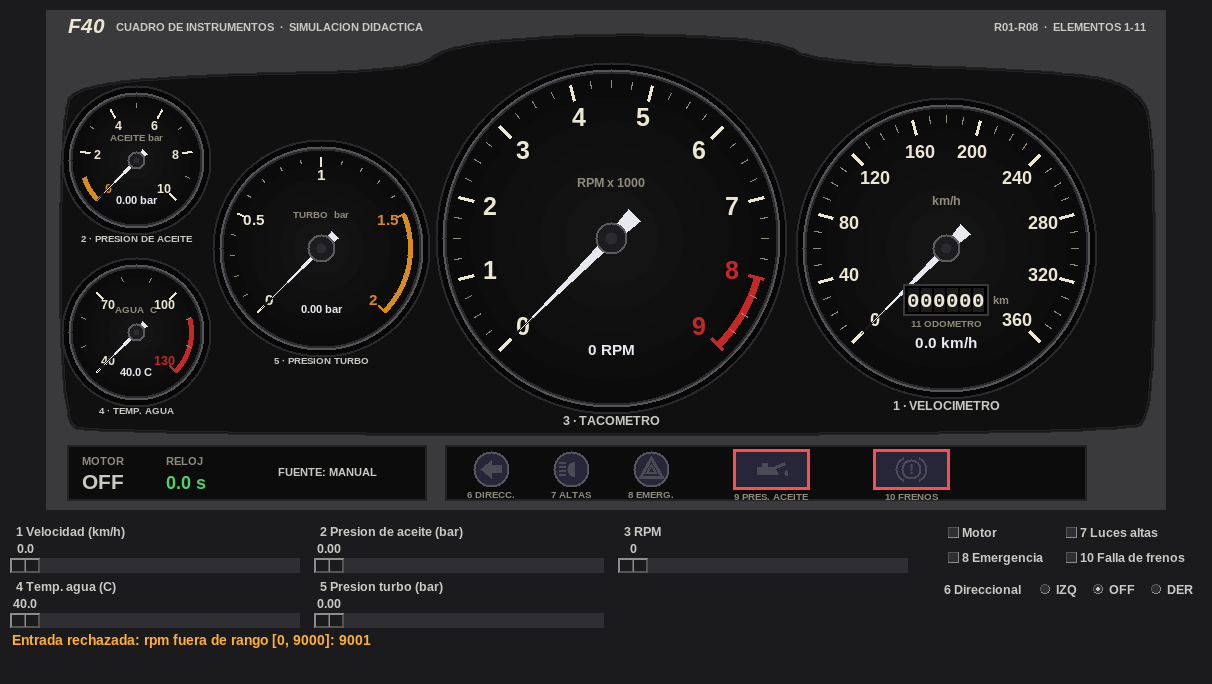 F40 CUADRO DE INSTRUMENTOS · SIMULACION DIDACTICA
R01-R08 · ELEMENTOS 1-11
4 6
ACEITE bar
2 8
0 10
0.00 bar
2 · PRESION DE ACEITE
70 100
AGUA C
40 130
40.0 C
4 · TEMP. AGUA
1
TURBO bar
0.5 1.5
0 2
0.00 bar
5 · PRESION TURBO
4 5
3 6
RPM x 1000
2 7
1 8
0 9
0 RPM
3 · TACOMETRO
160 200
120 240
km/h
80 280
40 320
000000 km
0 360
11 ODOMETRO
0.0 km/h
1 · VELOCIMETRO
MOTOR RELOJ
OFF 0.0 s
FUENTE: MANUAL
6 DIRECC. 7 ALTAS 8 EMERG. 9 PRES. ACEITE 10 FRENOS
1 Velocidad (km/h) 2 Presion de aceite (bar) 3 RPM
0.0 0.00 0
4 Temp. agua (C) 5 Presion turbo (bar)
40.0 0.00
Motor 7 Luces altas
8 Emergencia 10 Falla de frenos
6 Direccional IZQ OFF DER
Entrada rechazada: rpm fuera de rango [0, 9000]: 9001